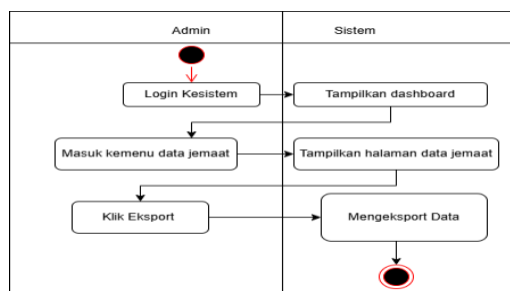 Admin
Sistem
Login Kesistem
Tampilkan dashboard
Masuk kemenu data jemaat
Tampilkan halaman data jemaat
Klik Eksport
Mengeksport Data